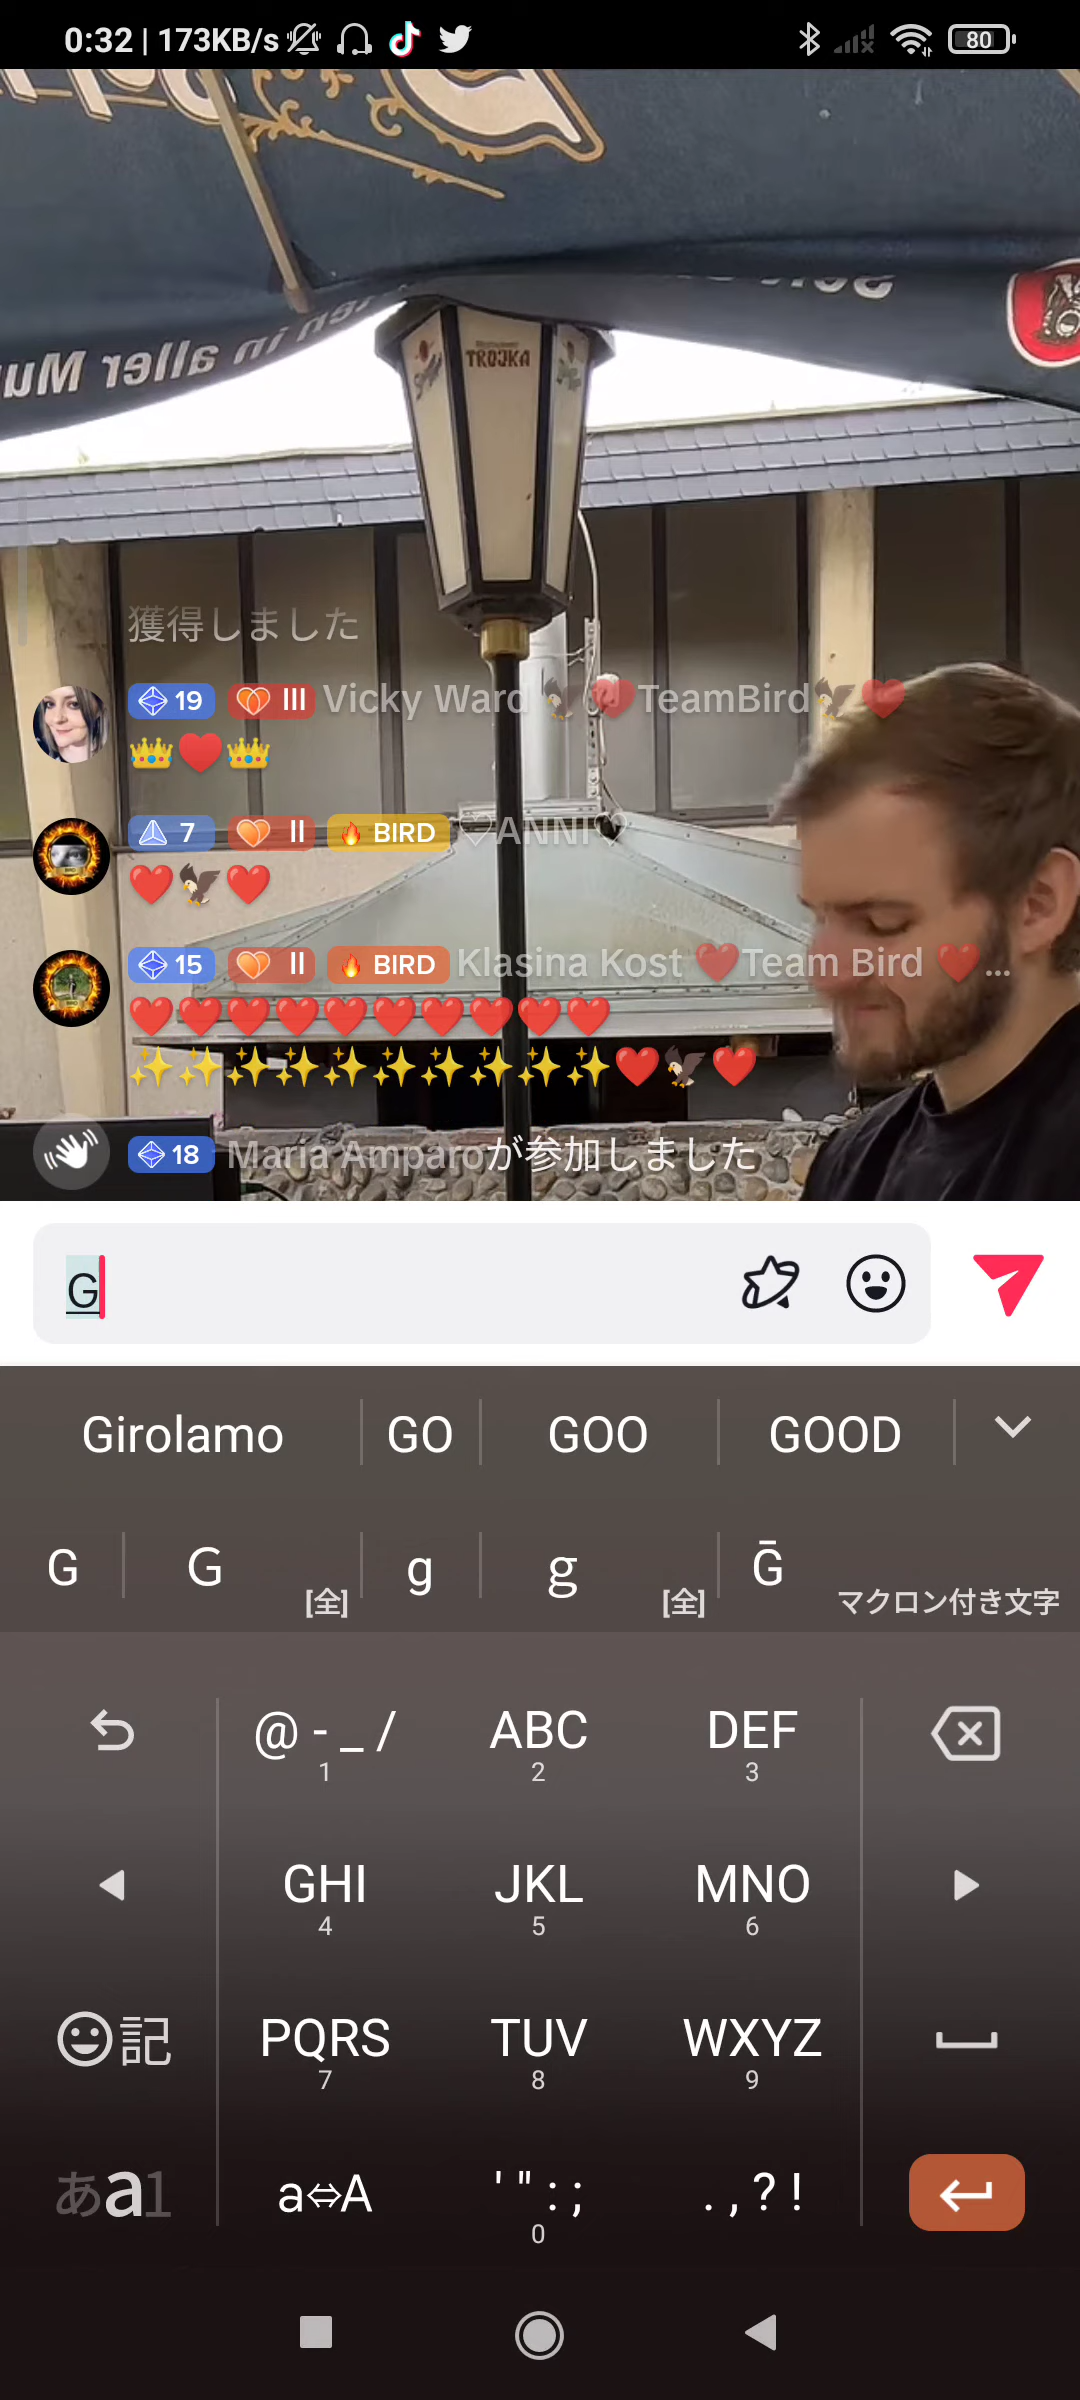 0:32 | 173KB/s
80
in aller Mu
TROJKA
獲得しました
19 III Vicky Ward 🦅❤️TeamBird🦅❤️
👑❤️👑
7 II 🔥 BIRD ♡ANNI♡
❤️🦅❤️
15 II 🔥 BIRD Klasina Kost ❤️Team Bird ❤️...
❤️❤️❤️❤️❤️❤️❤️❤️❤️❤️
✨✨✨✨✨✨✨✨✨✨❤️🦅❤️
18 Maria Amparoが参加しました
G
Girolamo GO GOO GOOD
G G [全] g g [全] Ḡ マクロン付き文字
@ - _ / ABC DEF
1 2 3
GHI JKL MNO
4 5 6
記 PQRS TUV WXYZ
7 8 9
あa1 a⇔A ' " : ; . , ? !
0